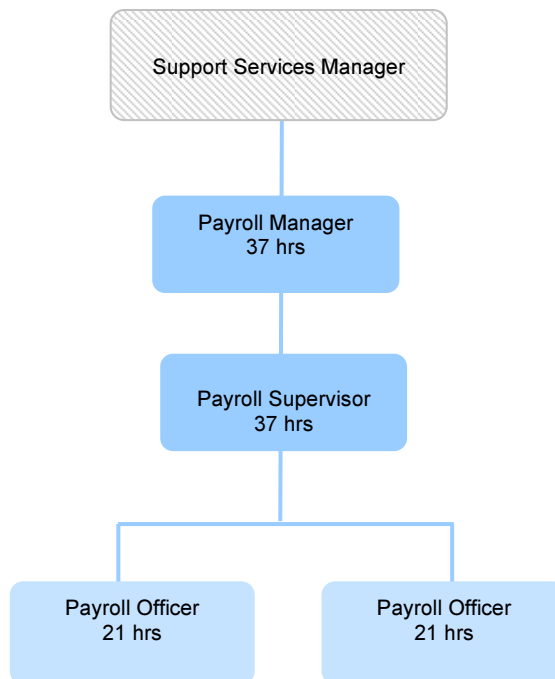 Support Services Manager
Payroll Manager
37 hrs
Payroll Supervisor
37 hrs
Payroll Officer
21 hrs
Payroll Officer
21 hrs